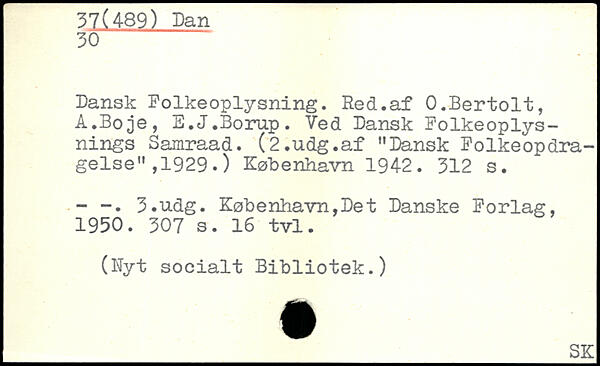 37(489) Dan
30
Dansk Folkeoplysning. Red.af O.Bertolt,
A.Boje, E.J.Borup. Ved Dansk Folkeoplys-
nings Samraad. (2.udg.af "Dansk Folkeopdra-
gelse",1929.) København 1942. 312 s.
- -. 3.udg. København,Det Danske Forlag,
1950. 307 s. 16 tvl.
(Nyt socialt Bibliotek.)
SK